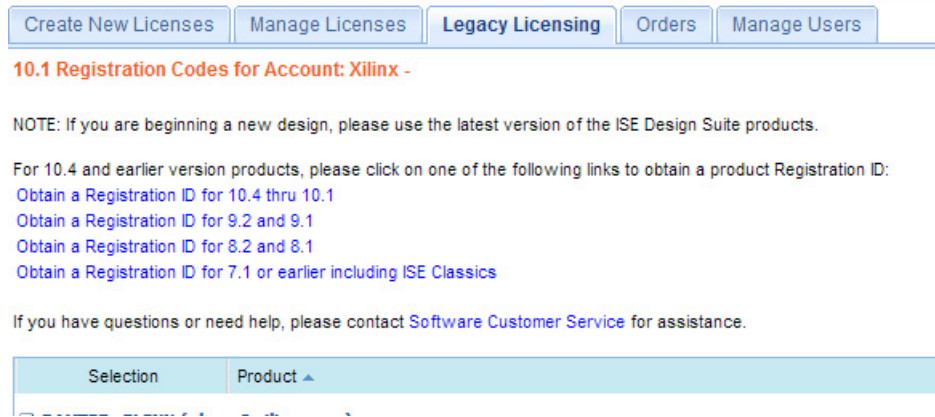 Create New Licenses Manage Licenses Legacy Licensing Orders Manage Users
10.1 Registration Codes for Account: Xilinx -
NOTE: If you are beginning a new design, please use the latest version of the ISE Design Suite products.
For 10.4 and earlier version products, please click on one of the following links to obtain a product Registration ID:
Obtain a Registration ID for 10.4 thru 10.1
Obtain a Registration ID for 9.2 and 9.1
Obtain a Registration ID for 8.2 and 8.1
Obtain a Registration ID for 7.1 or earlier including ISE Classics
If you have questions or need help, please contact Software Customer Service for assistance.
Selection Product